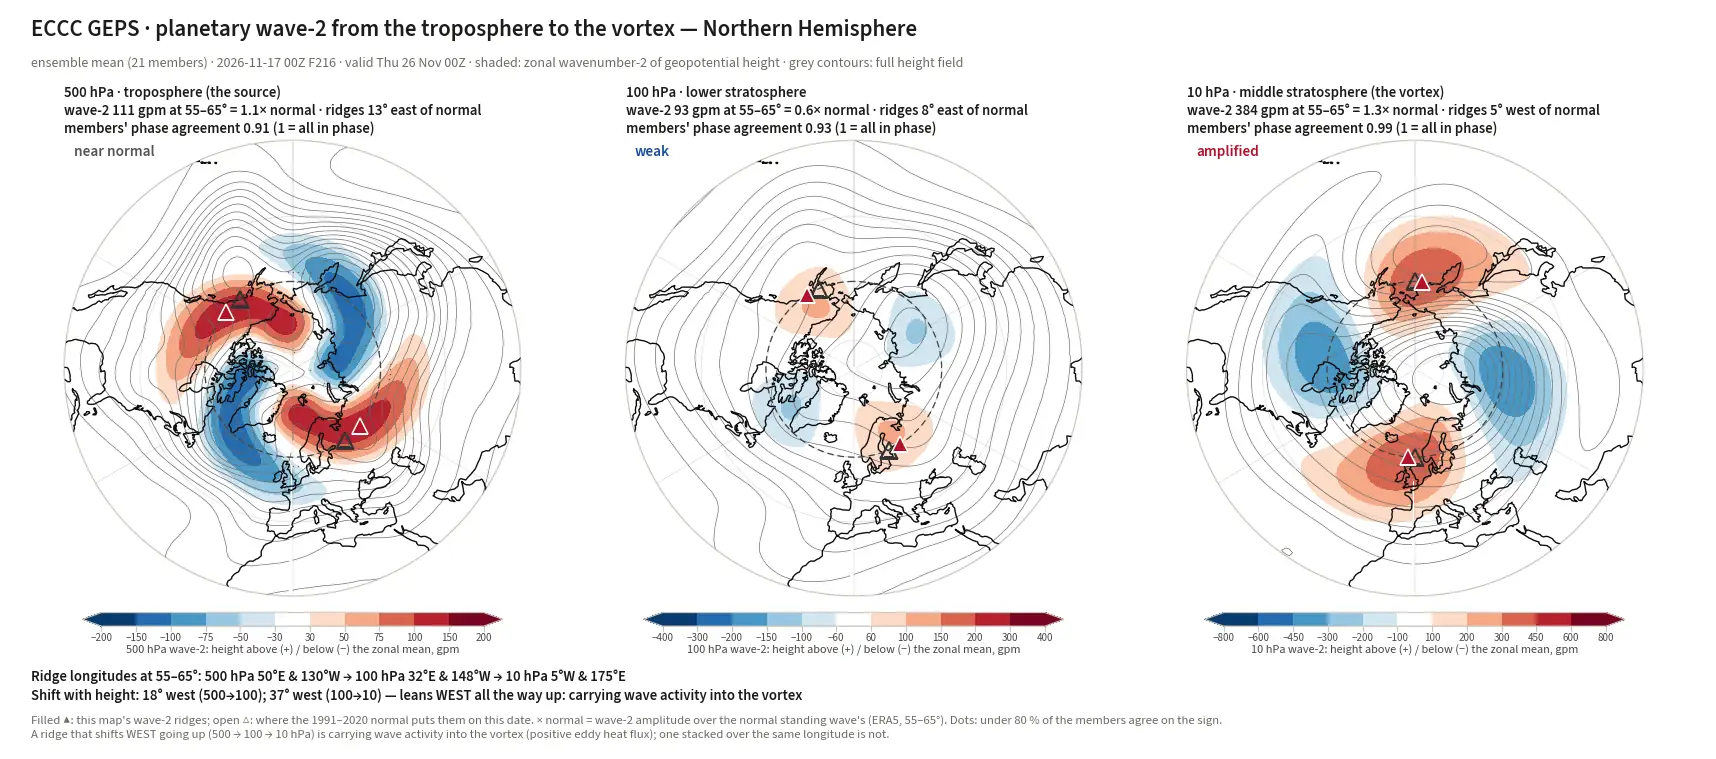 ECCC GEPS · planetary wave-2 from the troposphere to the vortex — Northern Hemisphere
ensemble mean (21 members) · 2026-11-17 00Z F216 · valid Thu 26 Nov 00Z · shaded: zonal wavenumber-2 of geopotential height · grey contours: full height field
500 hPa · troposphere (the source)
wave-2 111 gpm at 55–65° = 1.1× normal · ridges 13° east of normal
members' phase agreement 0.91 (1 = all in phase)
near normal
100 hPa · lower stratosphere
wave-2 93 gpm at 55–65° = 0.6× normal · ridges 8° east of normal
members' phase agreement 0.93 (1 = all in phase)
weak
10 hPa · middle stratosphere (the vortex)
wave-2 384 gpm at 55–65° = 1.3× normal · ridges 5° west of normal
members' phase agreement 0.99 (1 = all in phase)
amplified
−200 −150 −100 −75 −50 −30 30 50 75 100 150 200
500 hPa wave-2: height above (+) / below (−) the zonal mean, gpm
−400 −300 −200 −150 −100 −60 60 100 150 200 300 400
100 hPa wave-2: height above (+) / below (−) the zonal mean, gpm
−800 −600 −450 −300 −200 −100 100 200 300 450 600 800
10 hPa wave-2: height above (+) / below (−) the zonal mean, gpm
Ridge longitudes at 55–65°: 500 hPa 50°E & 130°W → 100 hPa 32°E & 148°W → 10 hPa 5°W & 175°E
Shift with height: 18° west (500→100); 37° west (100→10) — leans WEST all the way up: carrying wave activity into the vortex
Filled ▲: this map's wave-2 ridges; open △: where the 1991–2020 normal puts them on this date. × normal = wave-2 amplitude over the normal standing wave's (ERA5, 55–65°). Dots: under 80 % of the members agree on the sign.
A ridge that shifts WEST going up (500 → 100 → 10 hPa) is carrying wave activity into the vortex (positive eddy heat flux); one stacked over the same longitude is not.